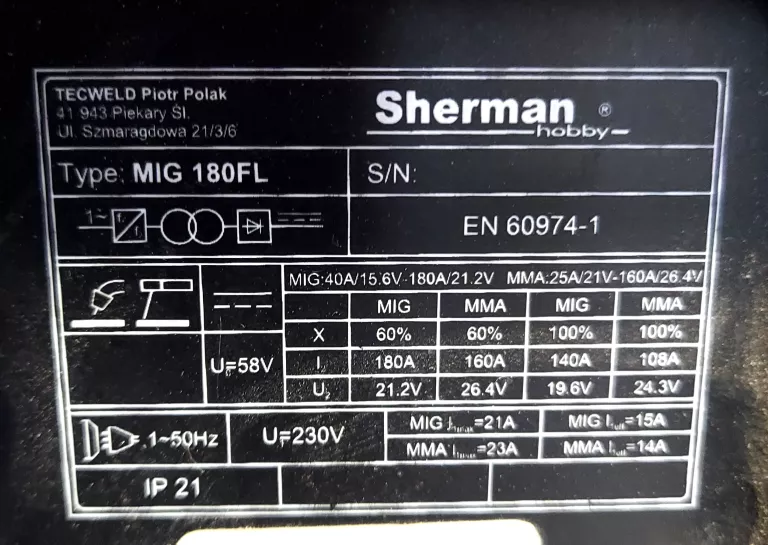 TECWELD Piotr Polak
41 943 Piekary Śl.
Ul. Szmaragdowa 21/3/6
Sherman ®
hobby
Type: MIG 180FL
S/N:
1~
EN 60974-1
MIG:40A/15.6V-180A/21.2V MMA:25A/21V-160A/26.4V
MIG MMA MIG MMA
X 60% 60% 100% 100%
U=58V
I₂ 180A 160A 140A 108A
U₂ 21.2V 26.4V 19.6V 24.3V
1~50Hz
U=230V
MIG I₁max=21A MIG I₁eff=15A
MMA I₁max=23A MMA I₁eff=14A
IP 21